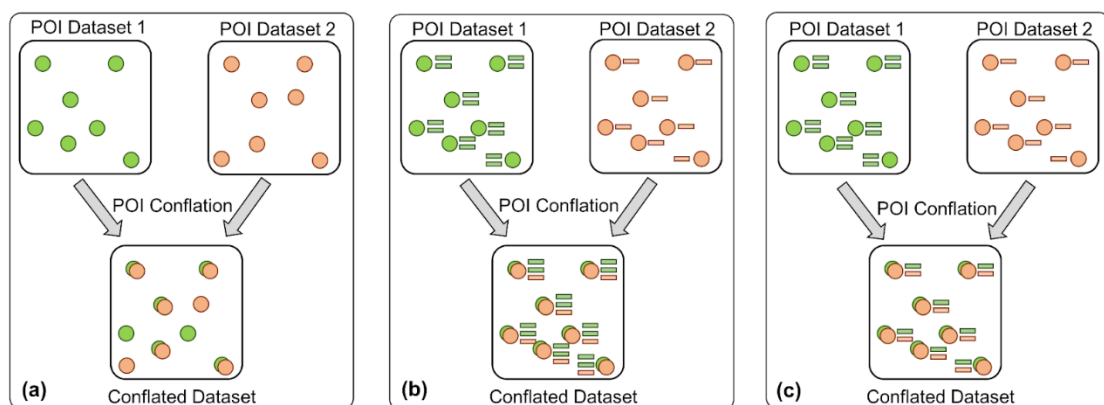 POI Dataset 1
POI Dataset 2
POI Conflation
(a)
Conflated Dataset
POI Dataset 1
POI Dataset 2
POI Conflation
(b)
Conflated Dataset
POI Dataset 1
POI Dataset 2
POI Conflation
(c)
Conflated Dataset